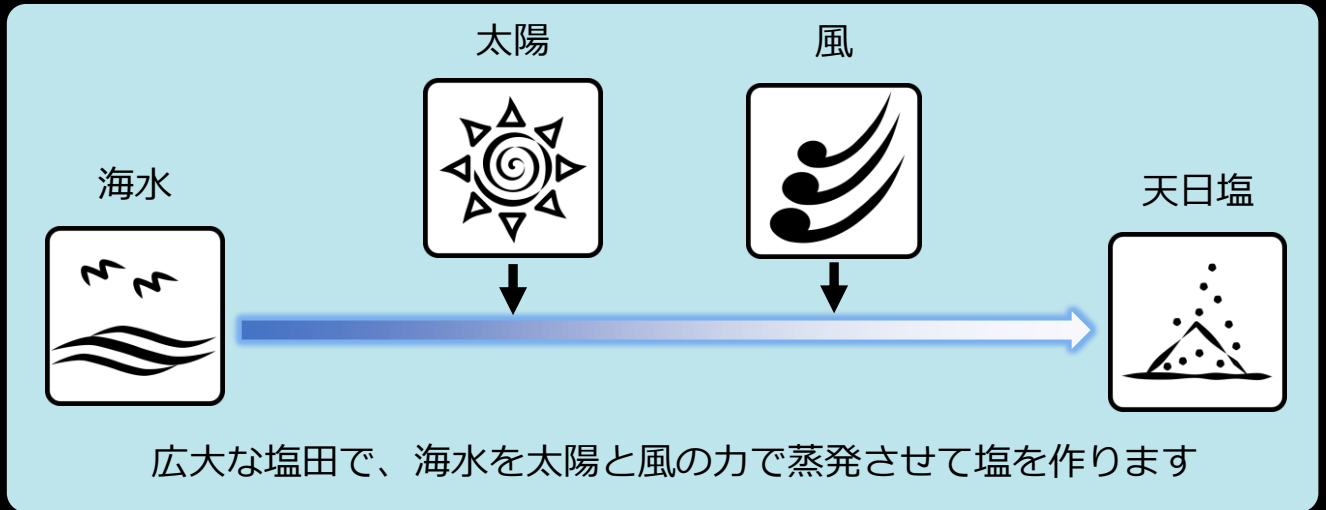 太陽
風
海水
天日塩
広大な塩田で、海水を太陽と風の力で蒸発させて塩を作ります